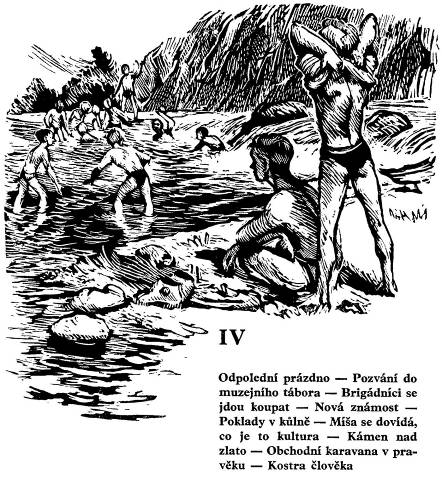 IV
Odpolední prázdno — Pozvání do
muzejního tábora — Brigádníci se
jdou koupat — Nová známost —
Poklady v kůlně — Míša se dovídá,
co je to kultura — Kámen nad
zlato — Obchodní karavana v pra-
věku — Kostra člověka